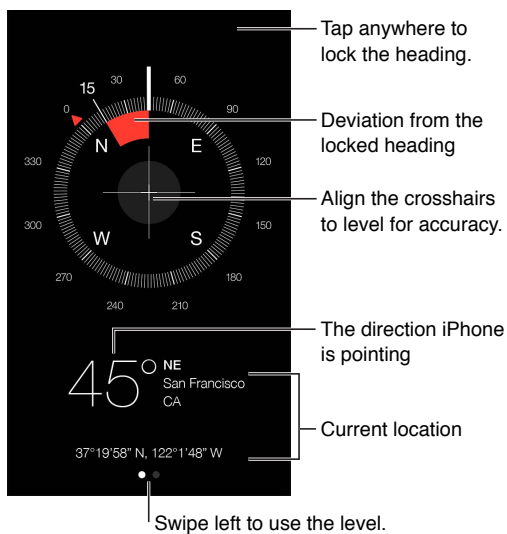 Tap anywhere to
lock the heading.
15
30
60
0
90
N
E
Deviation from the
locked heading
330
120
Align the crosshairs
to level for accuracy.
300
150
W
S
270
180
240
210
The direction iPhone
is pointing
45°
NE
San Francisco
CA
Current location
37°19’58” N, 122°1’48” W
Swipe left to use the level.